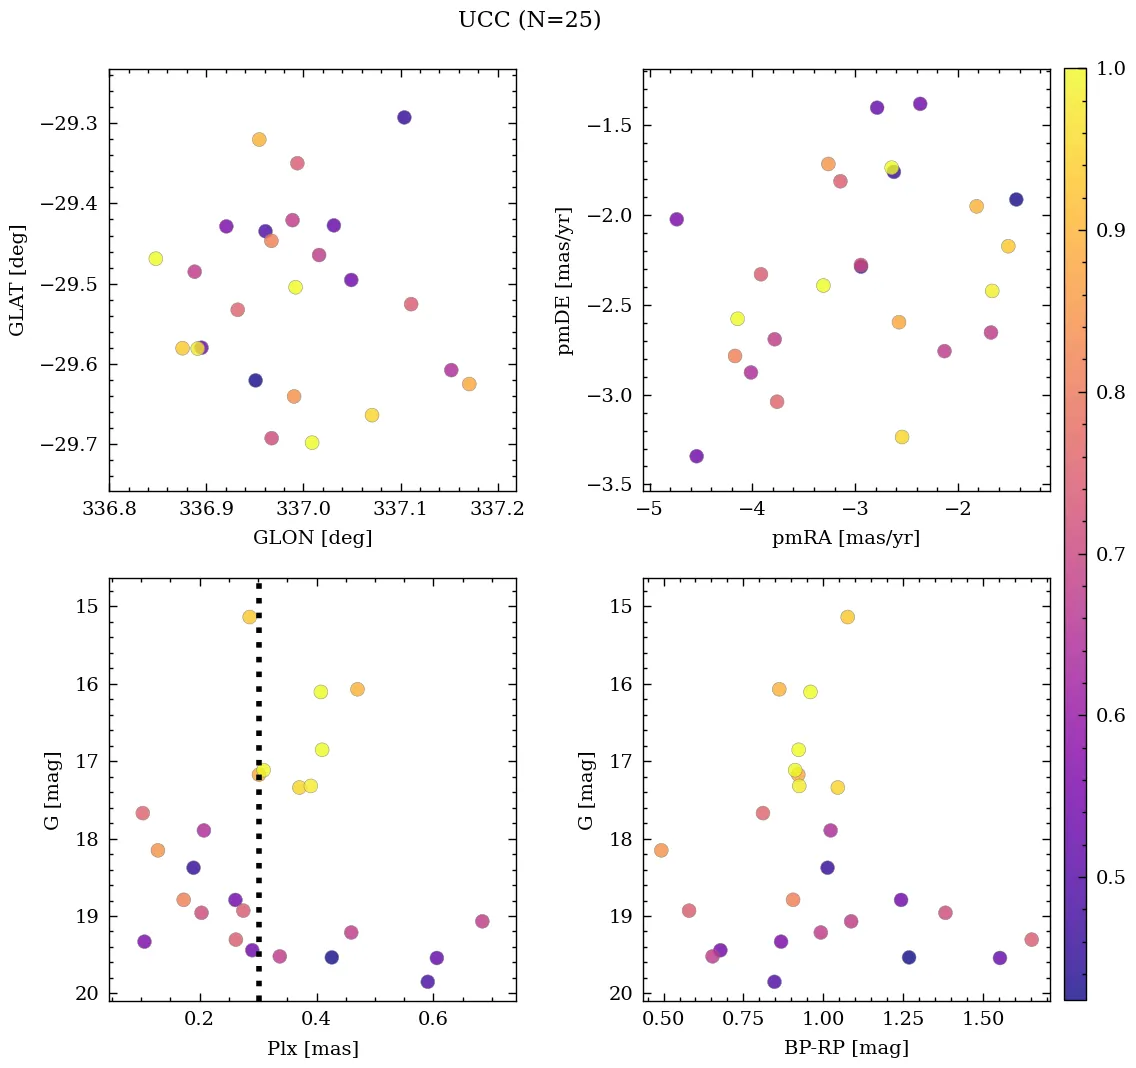 UCC (N=25)
−29.3
−29.4
−29.5
−29.6
−29.7
GLAT [deg]
336.8 336.9 337.0 337.1 337.2
GLON [deg]
−1.5
−2.0
−2.5
−3.0
−3.5
pmDE [mas/yr]
−5 −4 −3 −2
pmRA [mas/yr]
1.0
0.9
0.8
0.7
0.6
0.5
15
16
17
18
19
20
G [mag]
0.2 0.4 0.6
Plx [mas]
15
16
17
18
19
20
G [mag]
0.50 0.75 1.00 1.25 1.50
BP-RP [mag]